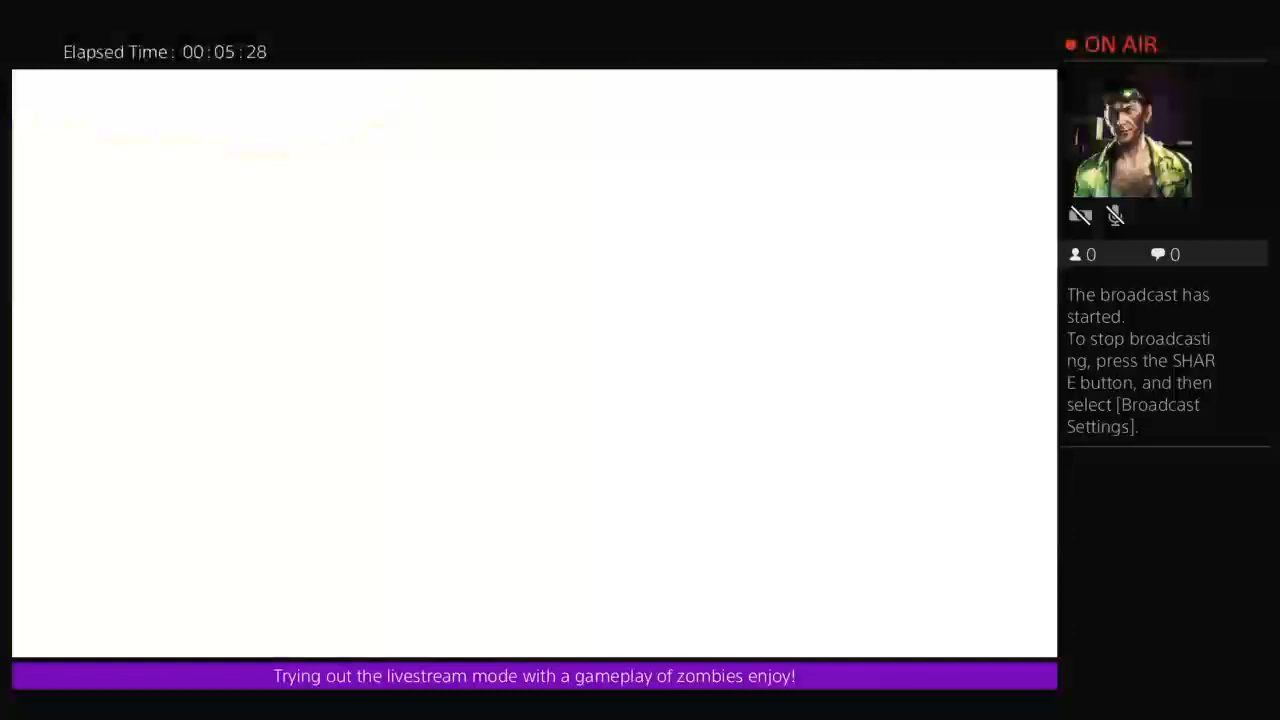 Elapsed Time: 00:05:28
ON AIR
0 0
The broadcast has
started.
To stop broadcasti
ng, press the SHAR
E button, and then
select [Broadcast
Settings].
Trying out the livestream mode with a gameplay of zombies enjoy!